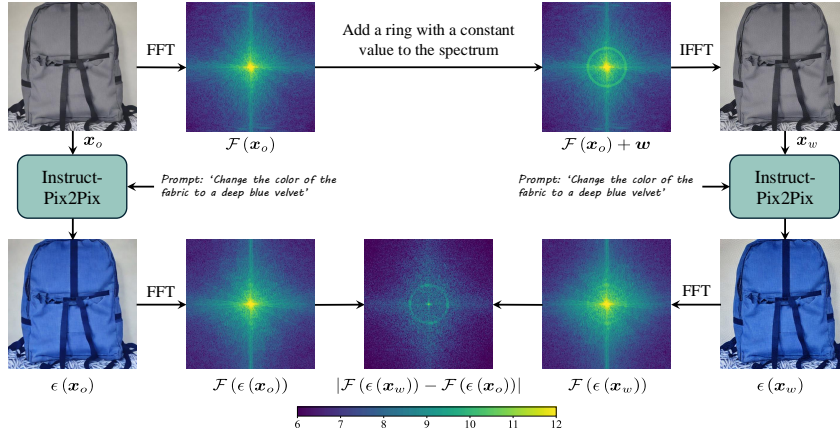 FFT
Add a ring with a constant
value to the spectrum
IFFT
𝒙ₒ
ℱ(𝒙ₒ)
ℱ(𝒙ₒ) + 𝒘
𝒙_w
Instruct-
Pix2Pix
Prompt: 'Change the color of the
fabric to a deep blue velvet'
Prompt: 'Change the color of the
fabric to a deep blue velvet'
Instruct-
Pix2Pix
FFT
FFT
ϵ(𝒙ₒ)
ℱ(ϵ(𝒙ₒ))
|ℱ(ϵ(𝒙_w)) − ℱ(ϵ(𝒙ₒ))|
ℱ(ϵ(𝒙_w))
ϵ(𝒙_w)
6 7 8 9 10 11 12